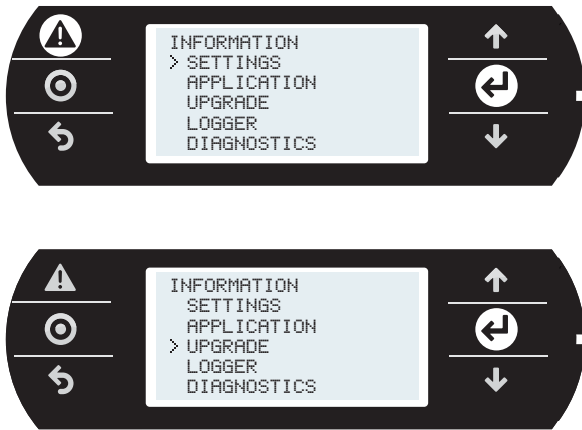 INFORMATION
> SETTINGS
APPLICATION
UPGRADE
LOGGER
DIAGNOSTICS
INFORMATION
SETTINGS
APPLICATION
> UPGRADE
LOGGER
DIAGNOSTICS